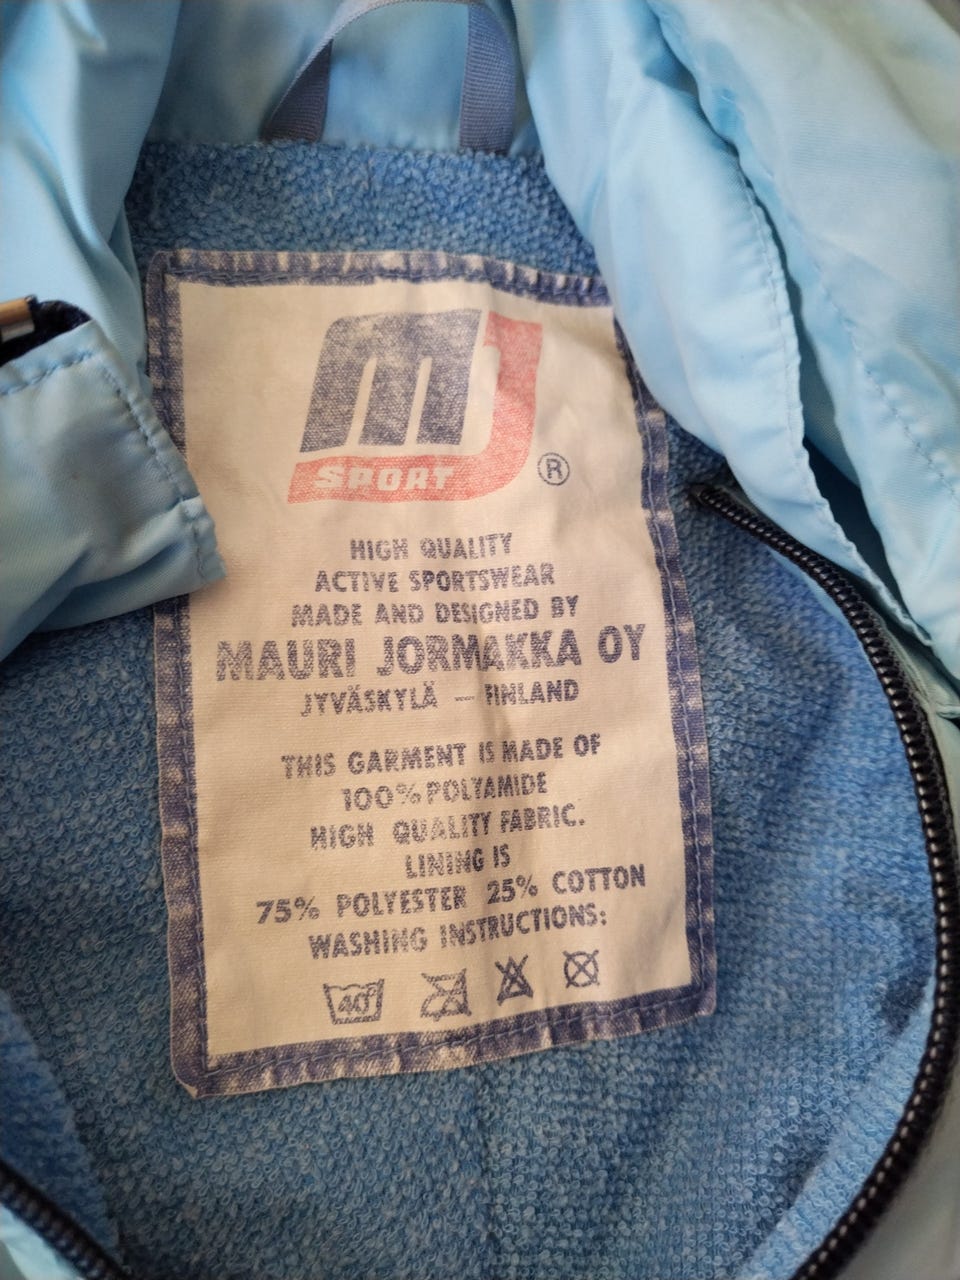 mJ
SPORT
®
HIGH QUALITY
ACTIVE SPORTSWEAR
MADE AND DESIGNED BY
MAURI JORMAKKA OY
JYVÄSKYLÄ — FINLAND
THIS GARMENT IS MADE OF
100% POLYAMIDE
HIGH QUALITY FABRIC.
LINING IS
75% POLYESTER 25% COTTON
WASHING INSTRUCTIONS:
40°